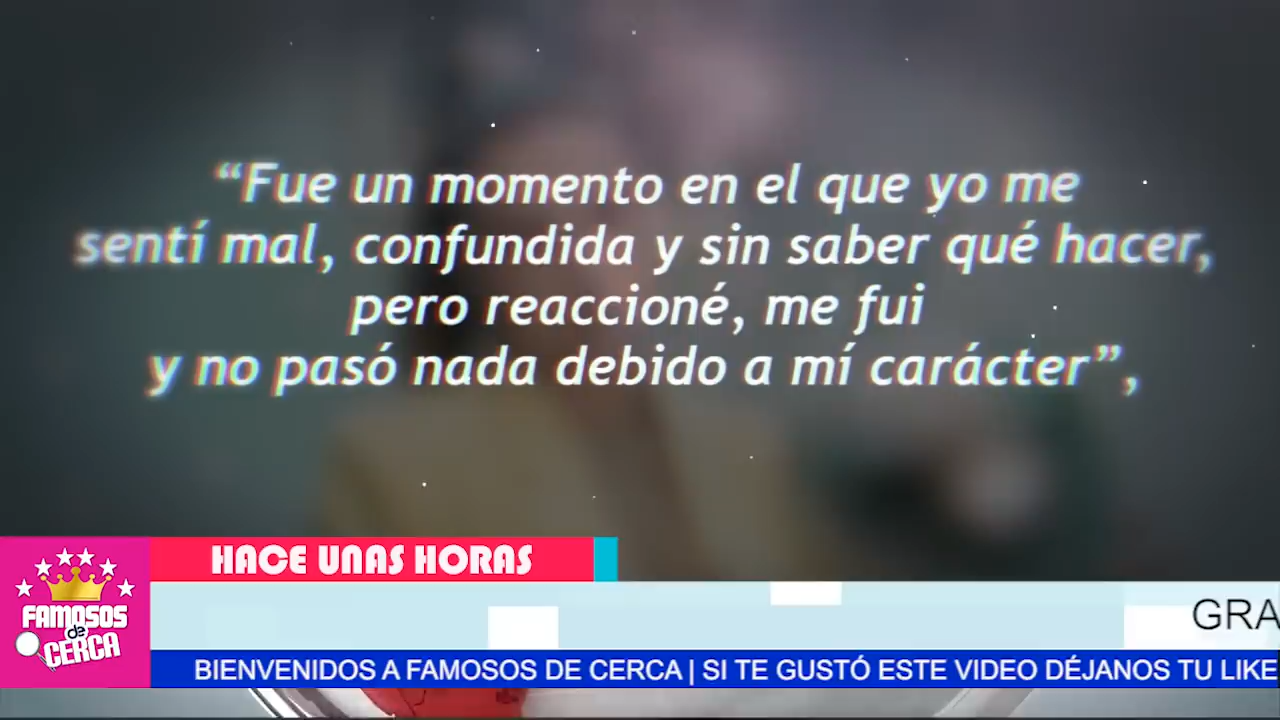 “Fue un momento en el que yo me
sentí mal, confundida y sin saber qué hacer,
pero reaccioné, me fui
y no pasó nada debido a mí carácter”,
HACE UNAS HORAS
FAMOSOS
de
CERCA
GRA
BIENVENIDOS A FAMOSOS DE CERCA | SI TE GUSTÓ ESTE VIDEO DÉJANOS TU LIKE